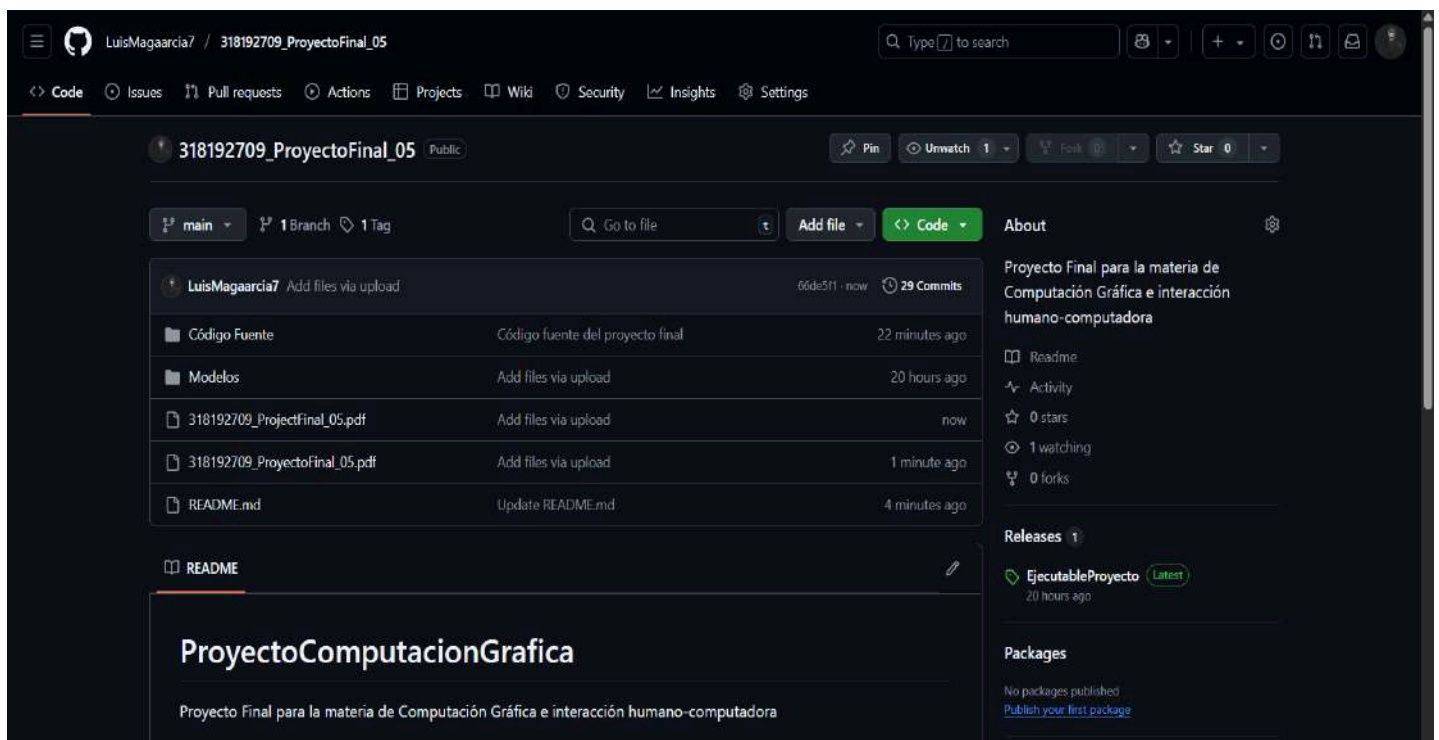 LuisMagaarcia7 / 318192709_ProyectoFinal_05
Type / to search
Code Issues Pull requests Actions Projects Wiki Security Insights Settings
318192709_ProyectoFinal_05 Public
Pin Unwatch 1 Fork 0 Star 0
main 1 Branch 1 Tag Go to file t Add file Code
LuisMagaarcia7 Add files via upload 66de5f1 · now 29 Commits
Código Fuente Código fuente del proyecto final 22 minutes ago
Modelos Add files via upload 20 hours ago
318192709_ProjectFinal_05.pdf Add files via upload now
318192709_ProyectoFinal_05.pdf Add files via upload 1 minute ago
README.md Update README.md 4 minutes ago
README
ProyectoComputacionGrafica
Proyecto Final para la materia de Computación Gráfica e interacción humano-computadora
About
Proyecto Final para la materia de
Computación Gráfica e interacción
humano-computadora
Readme
Activity
0 stars
1 watching
0 forks
Releases 1
EjecutableProyecto Latest
20 hours ago
Packages
No packages published
Publish your first package